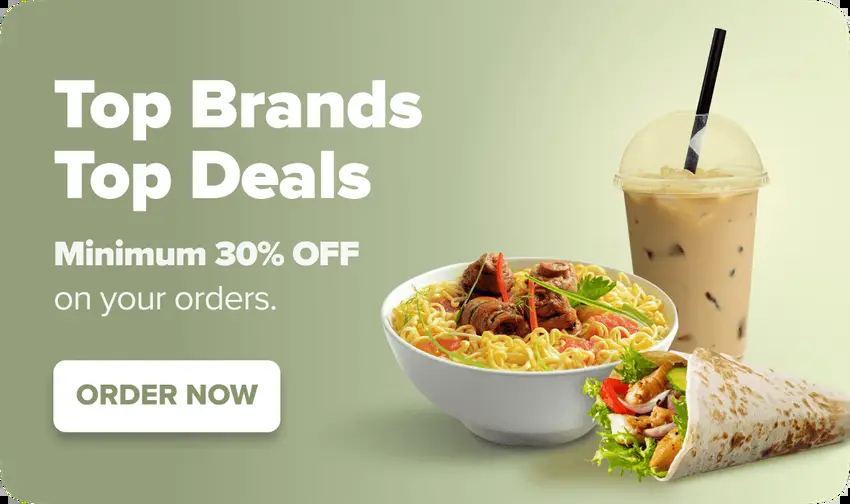 Top Brands
Top Deals
Minimum 30% OFF
on your orders.
ORDER NOW